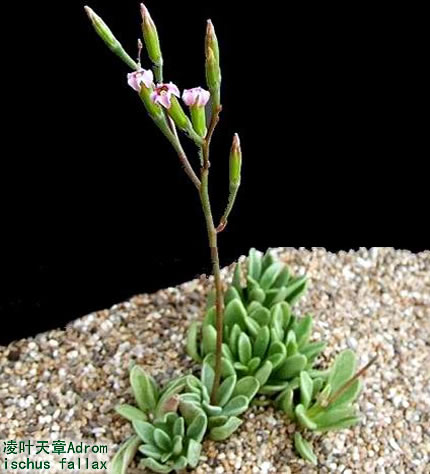 凌叶天章Adrom
ischus fallax